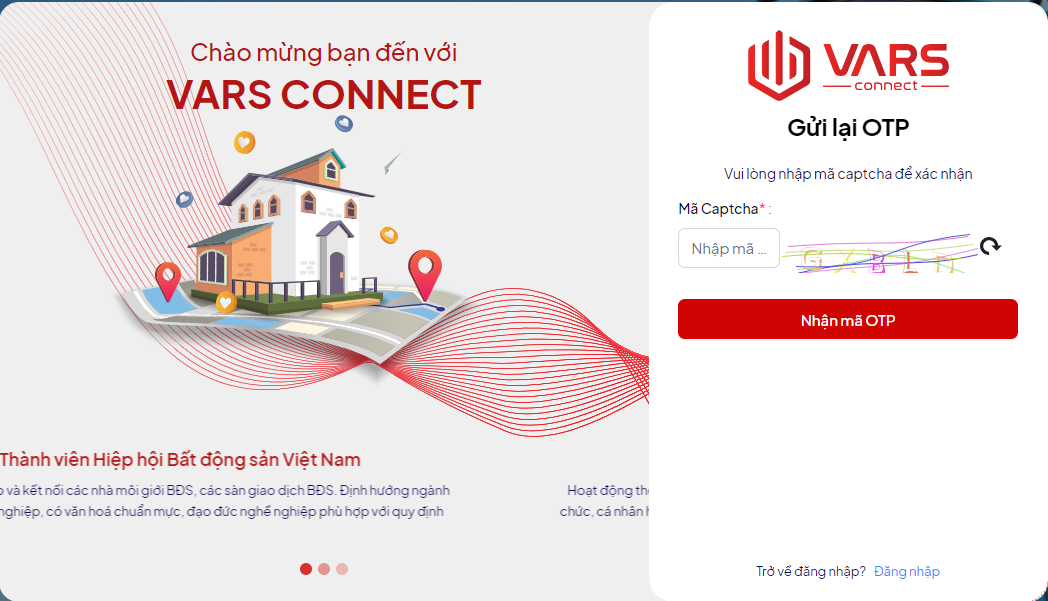 Chào mừng bạn đến với
VARS CONNECT
Thành viên Hiệp hội Bất động sản Việt Nam
và kết nối các nhà môi giới BĐS, các sàn giao dịch BĐS. Định hướng ngành
nghiệp, có văn hoá chuẩn mực, đạo đức nghề nghiệp phù hợp với quy định
Hoạt động
chức, cá nhân
VARS
connect
Gửi lại OTP
Vui lòng nhập mã captcha để xác nhận
Mã Captcha* :
Nhập mã ...
Nhận mã OTP
Trở về đăng nhập? Đăng nhập